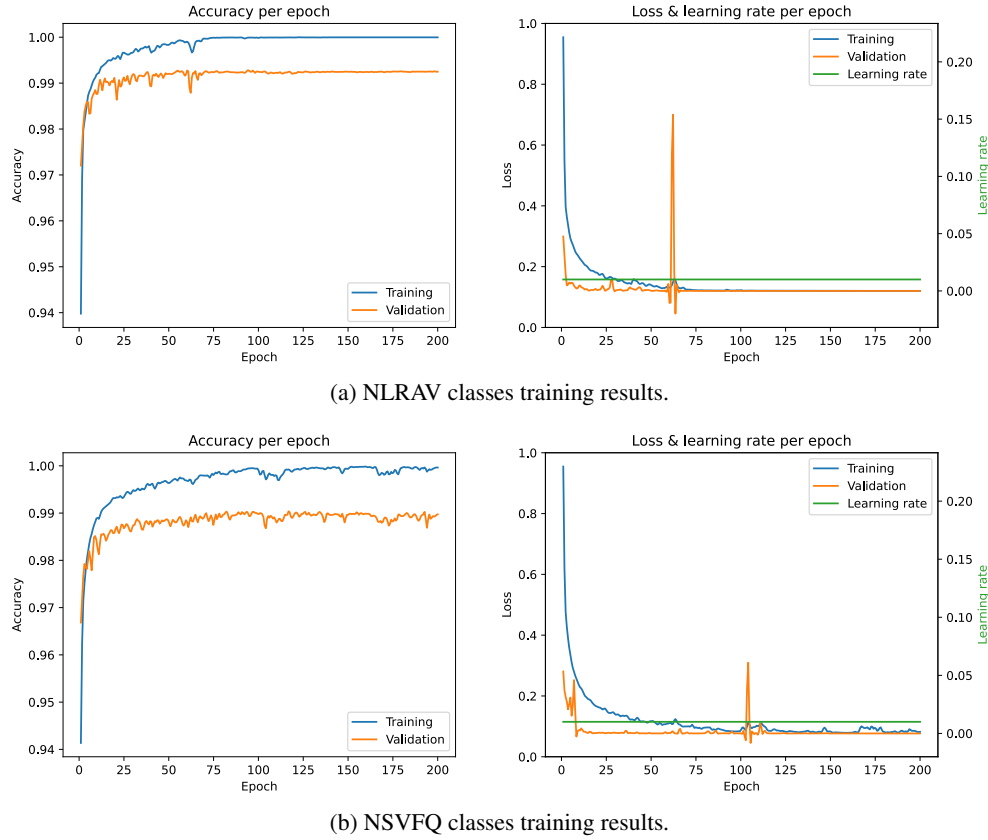 Accuracy per epoch
Loss & learning rate per epoch
1.00
0.99
0.98
0.97
0.96
0.95
0.94
Accuracy
0
25
50
75
100
125
150
175
200
Epoch
Training
Validation
1.0
0.8
0.6
0.4
0.2
0.0
Loss
0
25
50
75
100
125
150
175
200
Epoch
Training
Validation
Learning rate
0.20
0.15
0.10
0.05
0.00
Learning rate
(a) NLRAV classes training results.
Accuracy per epoch
Loss & learning rate per epoch
1.00
0.99
0.98
0.97
0.96
0.95
0.94
Accuracy
0
25
50
75
100
125
150
175
200
Epoch
Training
Validation
1.0
0.8
0.6
0.4
0.2
0.0
Loss
0
25
50
75
100
125
150
175
200
Epoch
Training
Validation
Learning rate
0.20
0.15
0.10
0.05
0.00
Learning rate
(b) NSVFQ classes training results.